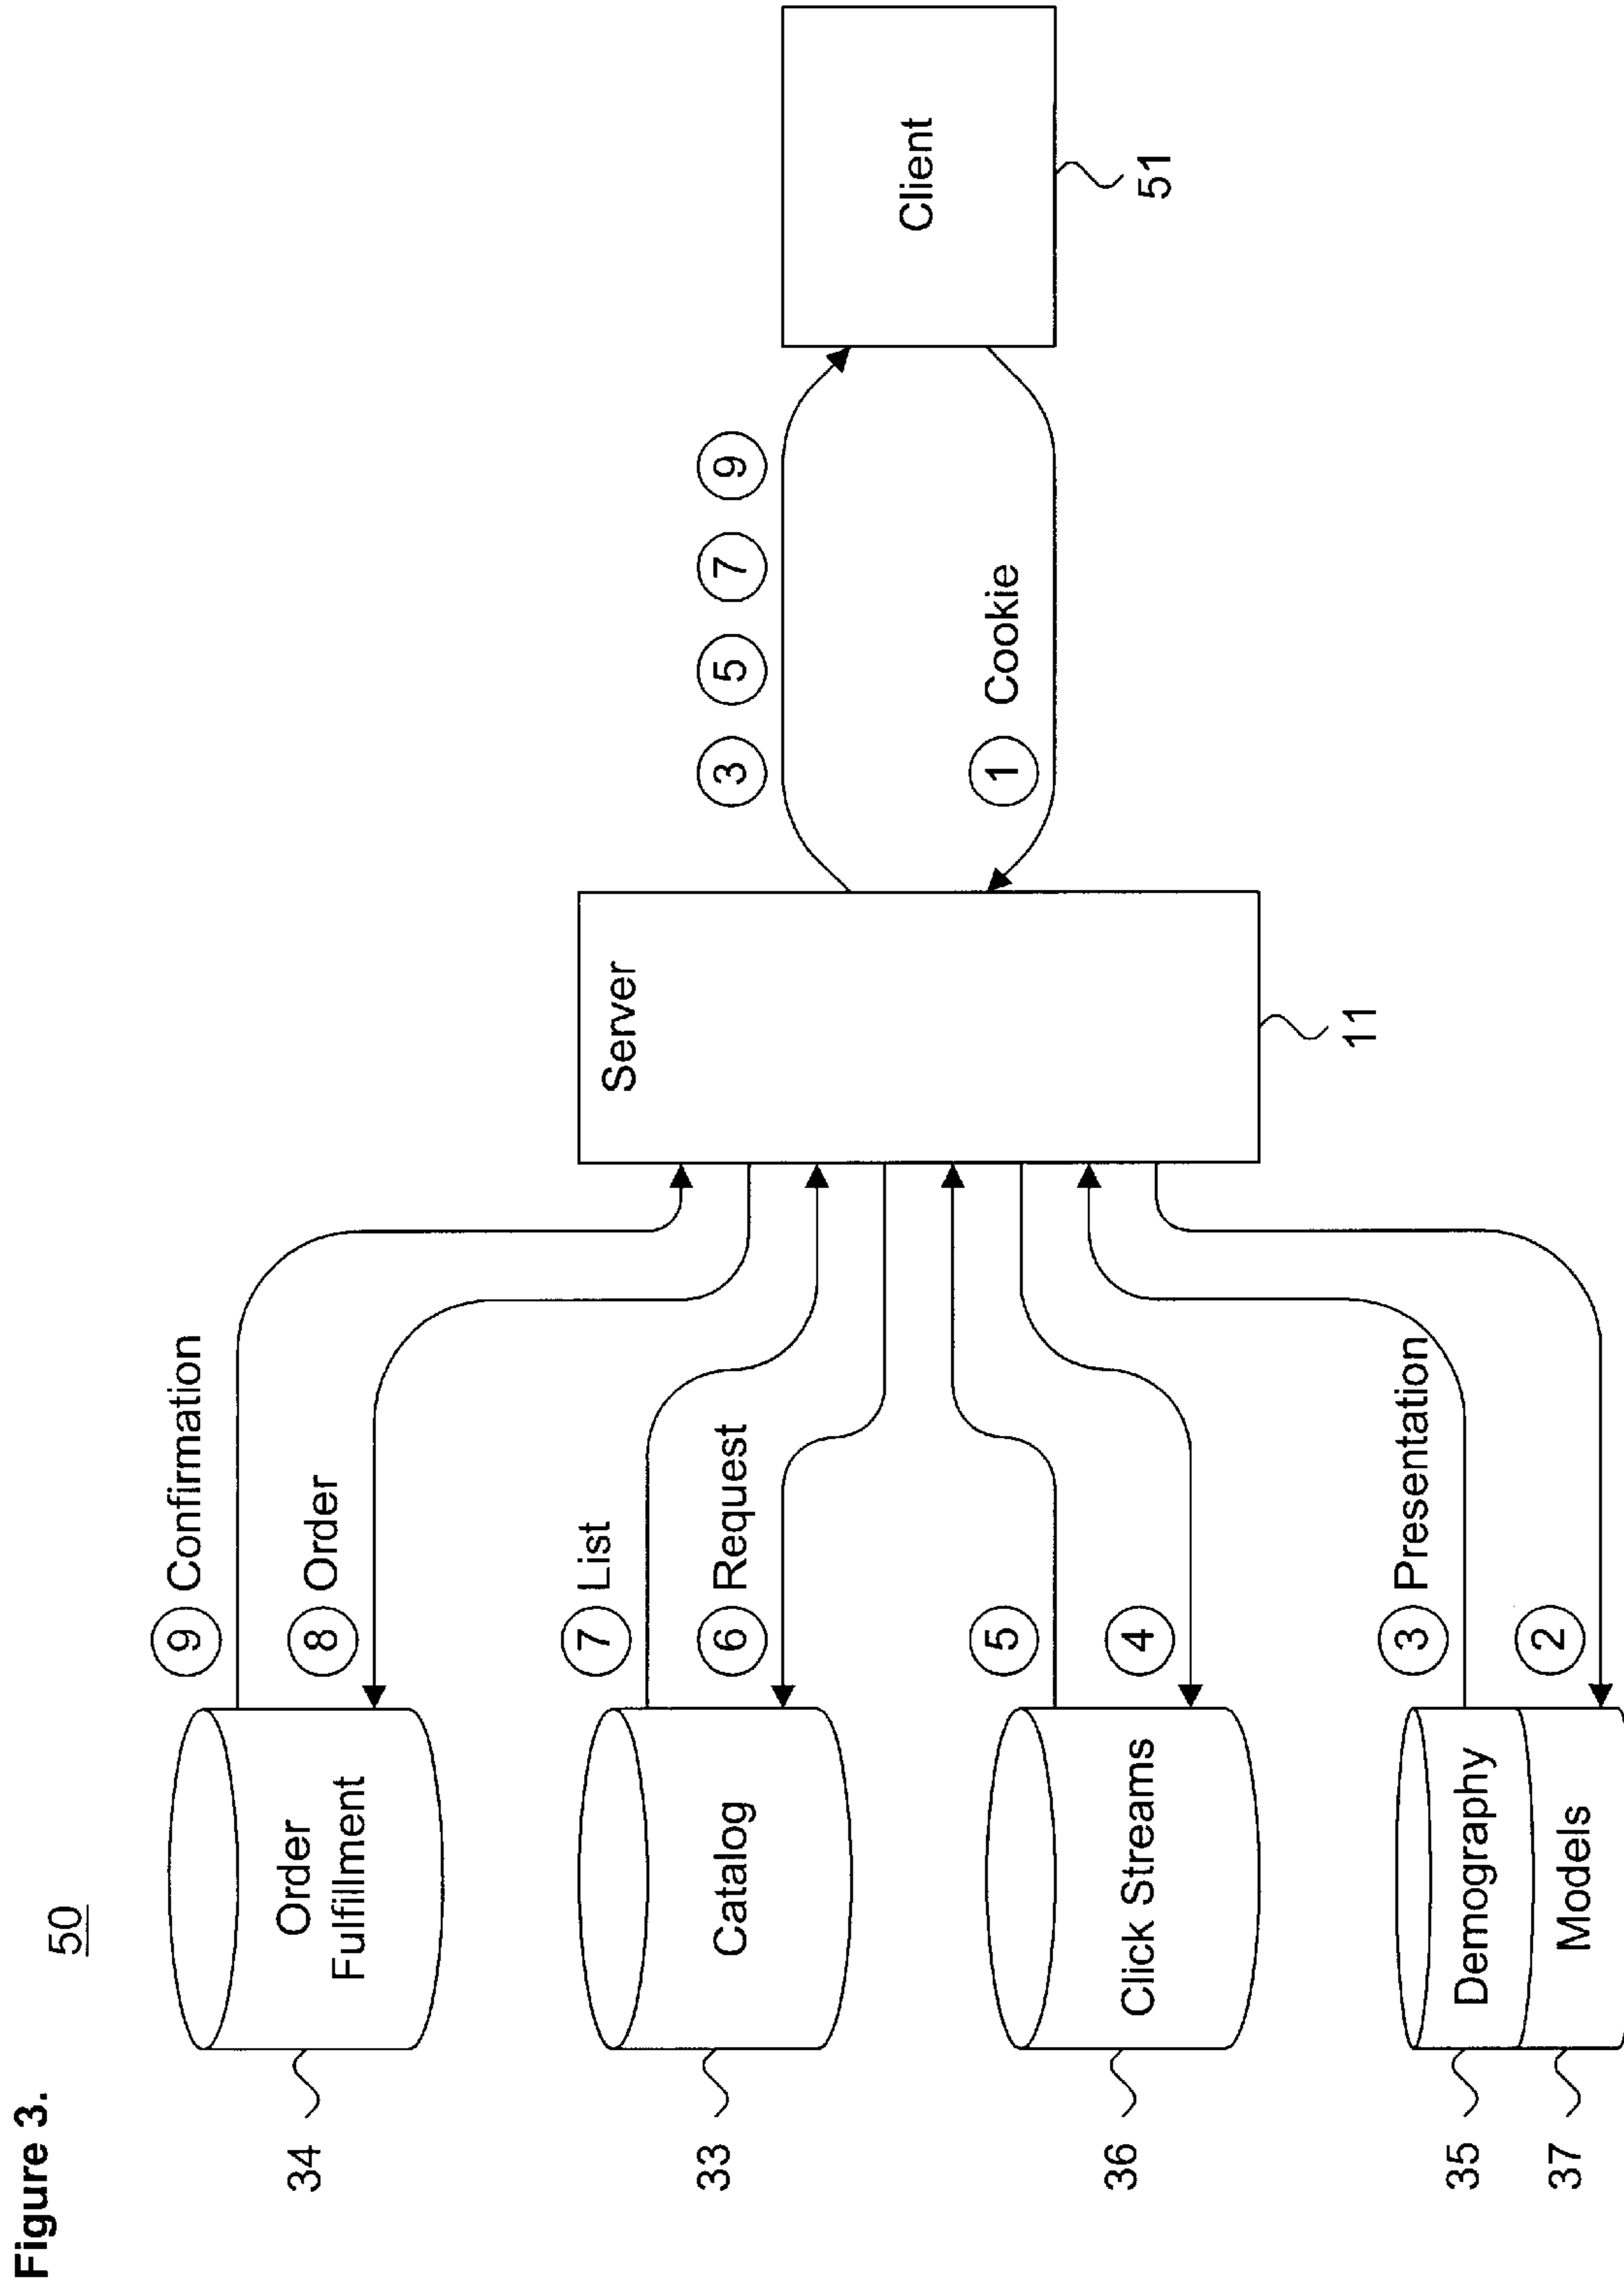 Figure 3.
50
9 Confirmation
8 Order
Order
Fulfillment
34
7 List
6 Request
Catalog
33
5
4
Click Streams
36
3 Presentation
2
Demography
Models
35
37
Server
11
3 5 7 9
1 Cookie
Client
51